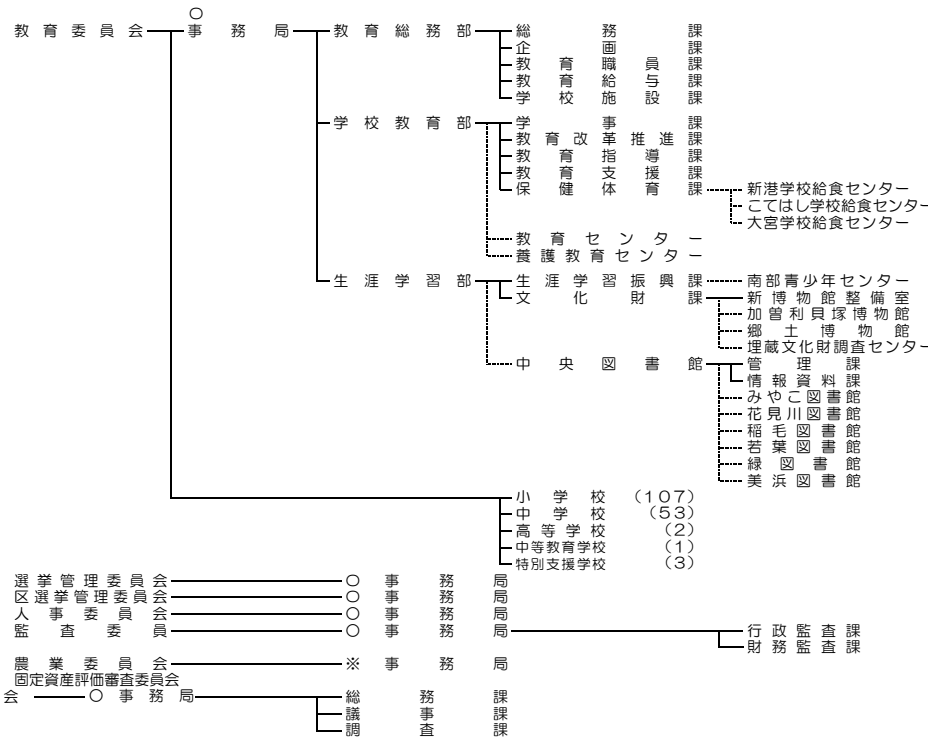 ○
教育委員会 事務局 教育総務部 総務課
企画課
教育職員課
教育給与課
学校施設課
学校教育部 学事課
教育改革推進課
教育指導課
教育支援課
保健体育課 新港学校給食センター
こてはし学校給食センター
大宮学校給食センター
教育センター
養護教育センター
生涯学習部 生涯学習振興課 南部青少年センター
文化財課 新博物館整備室
加曽利貝塚博物館
郷土博物館
埋蔵文化財調査センター
中央図書館 管理課
情報資料課
みやこ図書館
花見川図書館
稲毛図書館
若葉図書館
緑図書館
美浜図書館
小学校 (107)
中学校 (53)
高等学校 (2)
中等教育学校 (1)
特別支援学校 (3)
選挙管理委員会 ○ 事務局
区選挙管理委員会 ○ 事務局
人事委員会 ○ 事務局
監査委員 ○ 事務局 行政監査課
財務監査課
農業委員会 ※ 事務局
固定資産評価審査委員会
会 ○ 事務局 総務課
議事課
調査課